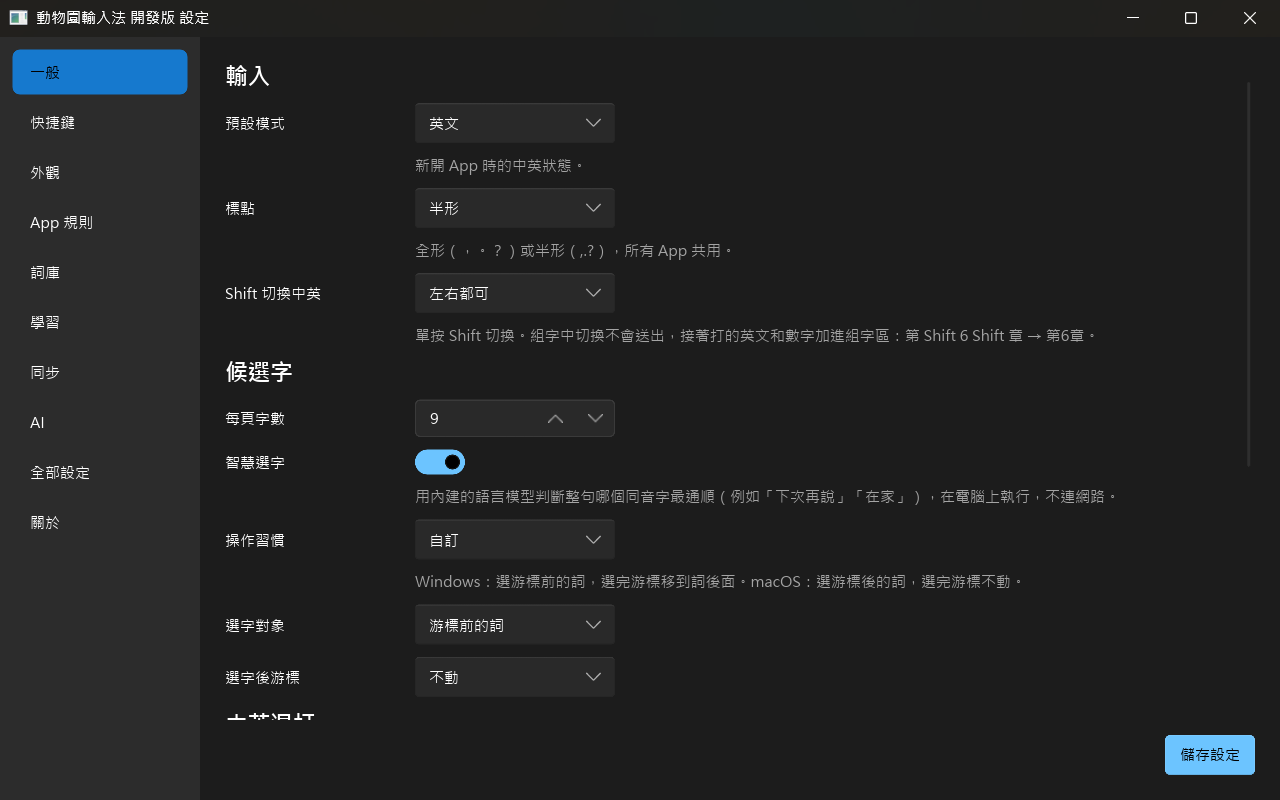 動物園輸入法 開發版 設定
一般
快捷鍵
外觀
App 規則
詞庫
學習
同步
AI
全部設定
關於
輸入
預設模式
英文
新開 App 時的中英狀態。
標點
半形
全形（，。？）或半形（,.?），所有 App 共用。
Shift 切換中英
左右都可
單按 Shift 切換。組字中切換不會送出，接著打的英文和數字加進組字區：第 Shift 6 Shift 章 → 第6章。
候選字
每頁字數
9
智慧選字
用內建的語言模型判斷整句哪個同音字最通順（例如「下次再說」「在家」），在電腦上執行，不連網路。
操作習慣
自訂
Windows：選游標前的詞，選完游標移到詞後面。macOS：選游標後的詞，選完游標不動。
選字對象
游標前的詞
選字後游標
不動
儲存設定